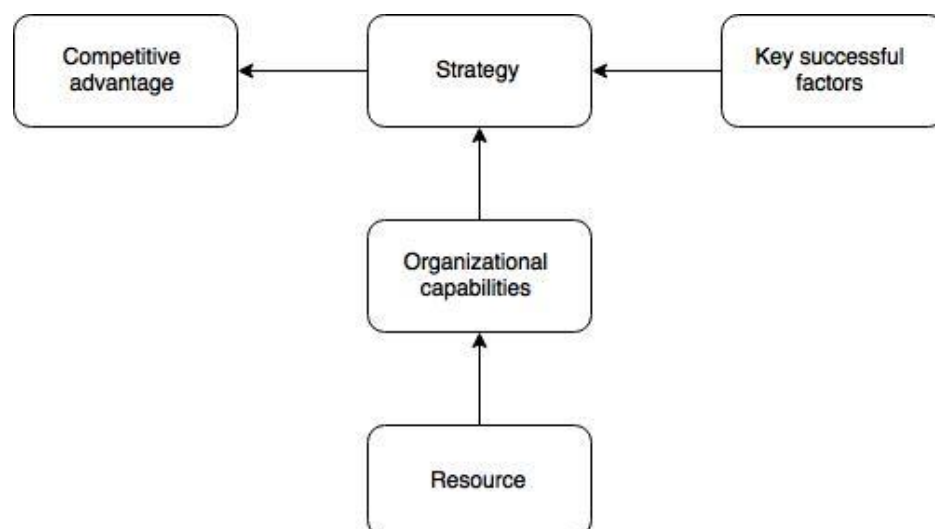 Competitive
advantage
Strategy
Key successful
factors
Organizational
capabilities
Resource